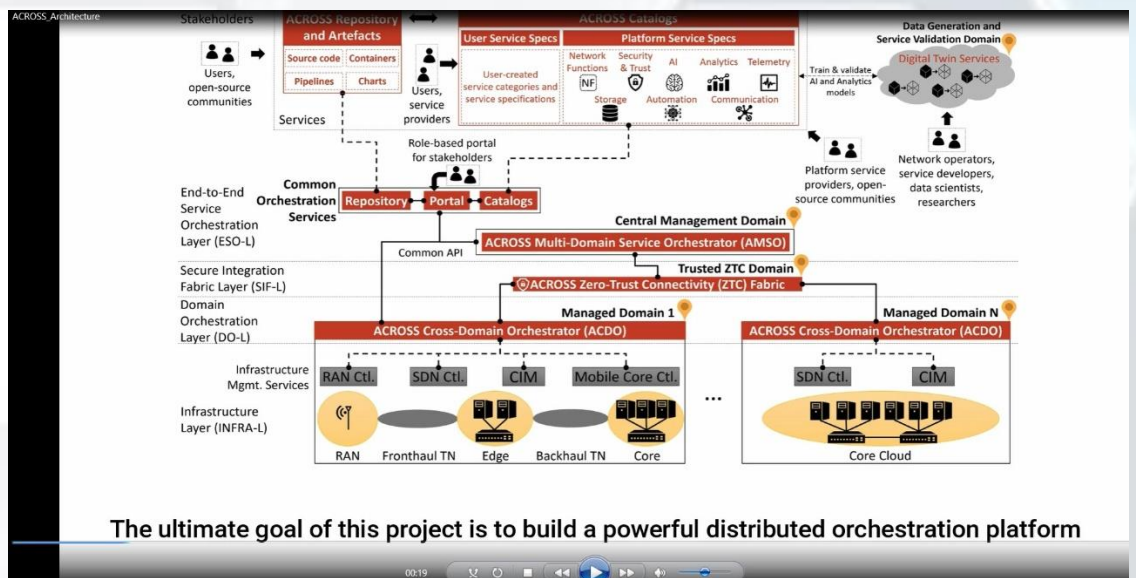 ACROSS_Architecture
Stakeholders
ACROSS Repository
and Artefacts
Source code
Containers
Pipelines
Charts
Users,
open-source
communities
Users,
service
providers
ACROSS Catalogs
User Service Specs
Platform Service Specs
User-created
service categories and
service specifications
Network
Functions
NF
Security
& Trust
AI
Analytics
Telemetry
Storage
Automation
Communication
Services
Data Generation and
Service Validation Domain
Digital Twin Services
Train & validate
AI and Analytics
models
Network operators,
service developers,
data scientists,
researchers
Platform service
providers, open-
source communities
Role-based portal
for stakeholders
End-to-End
Service
Orchestration
Layer (ESO-L)
Common
Orchestration
Services
Repository
Portal
Catalogs
Common API
Central Management Domain
ACROSS Multi-Domain Service Orchestrator (AMSO)
Secure Integration
Fabric Layer (SIF-L)
Trusted ZTC Domain
ACROSS Zero-Trust Connectivity (ZTC) Fabric
Domain
Orchestration
Layer (DO-L)
Managed Domain 1
ACROSS Cross-Domain Orchestrator (ACDO)
Managed Domain N
ACROSS Cross-Domain Orchestrator (ACDO)
Infrastructure
Mgmt. Services
RAN Ctl.
SDN Ctl.
CIM
Mobile Core Ctl.
SDN Ctl.
CIM
...
Infrastructure
Layer (INFRA-L)
RAN
Fronthaul TN
Edge
Backhaul TN
Core
Core Cloud
The ultimate goal of this project is to build a powerful distributed orchestration platform
00:19